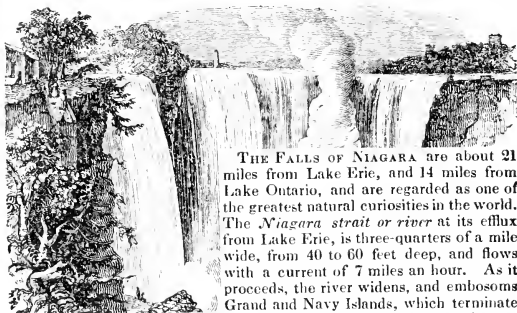 THE FALLS OF NIAGARA are about 21
miles from Lake Erie, and 14 miles from
Lake Ontario, and are regarded as one of
the greatest natural curiosities in the world.
The Niagara strait or river at its efflux
from Lake Erie, is three-quarters of a mile
wide, from 40 to 60 feet deep, and flows
with a current of 7 miles an hour. As it
proceeds, the river widens, and embosoms
Grand and Navy Islands, which terminate